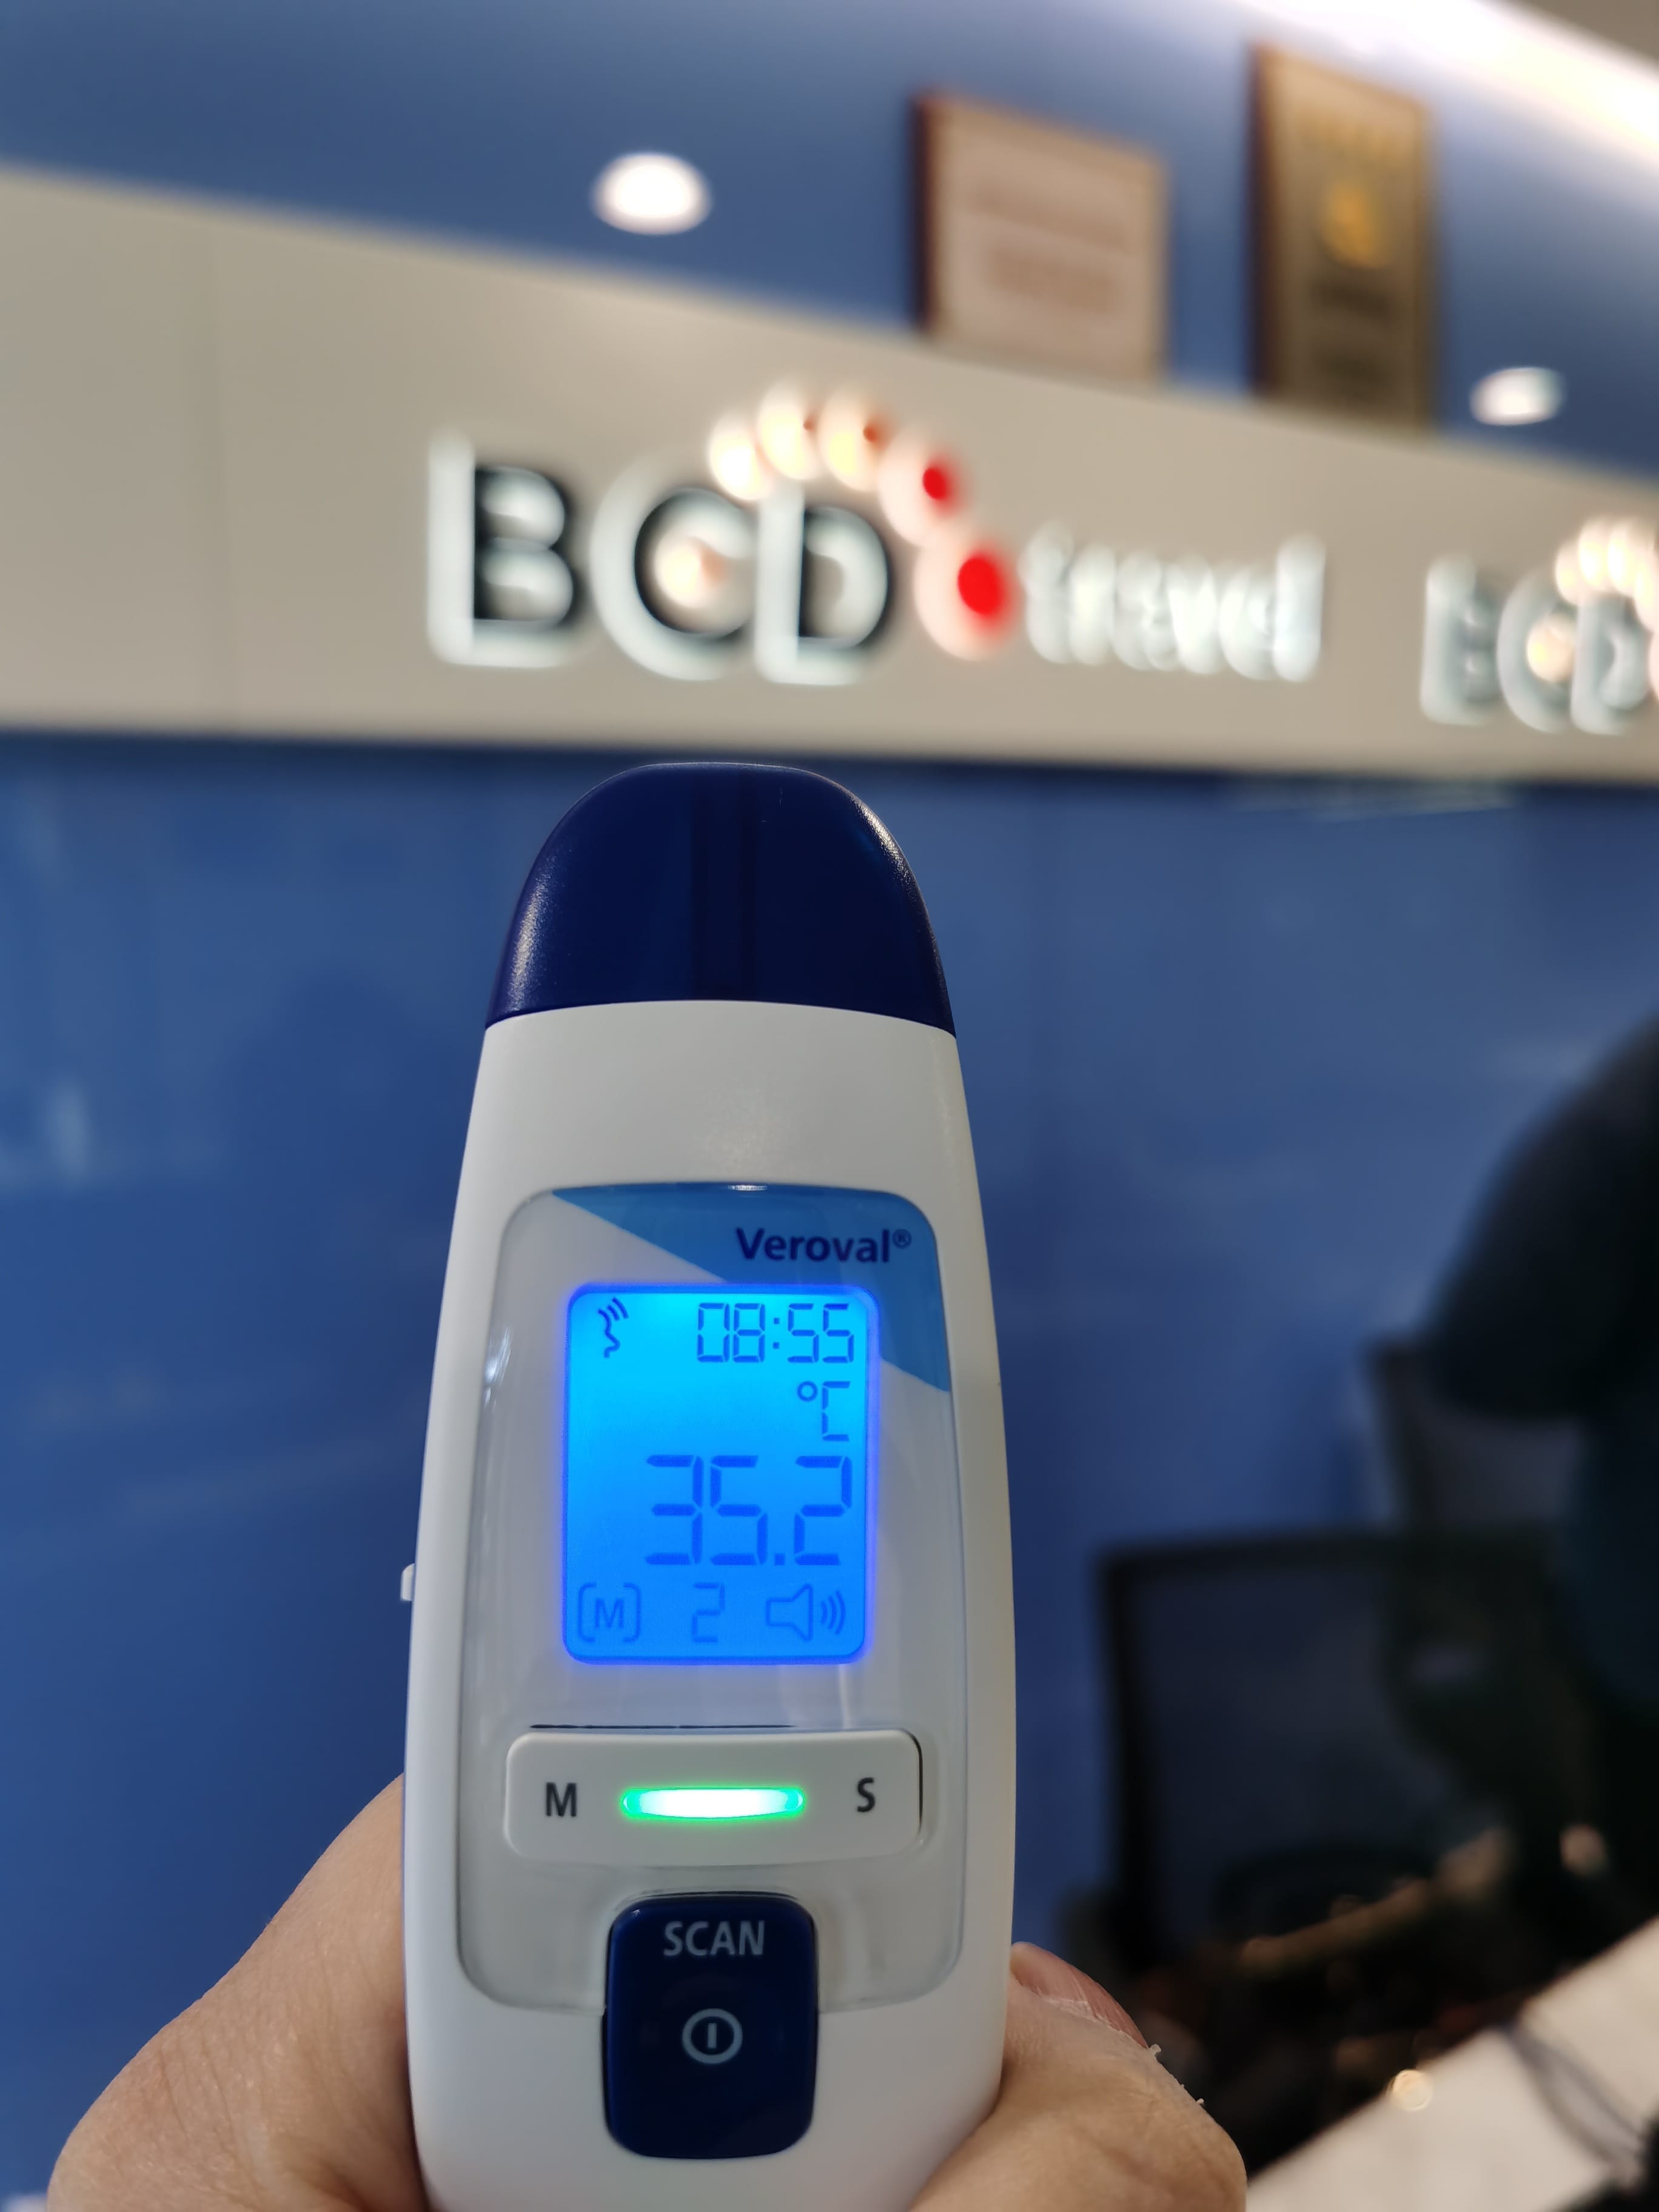 BCD travel
BCD
Veroval®
08:55
°C
35.2
M 2
M S
SCAN